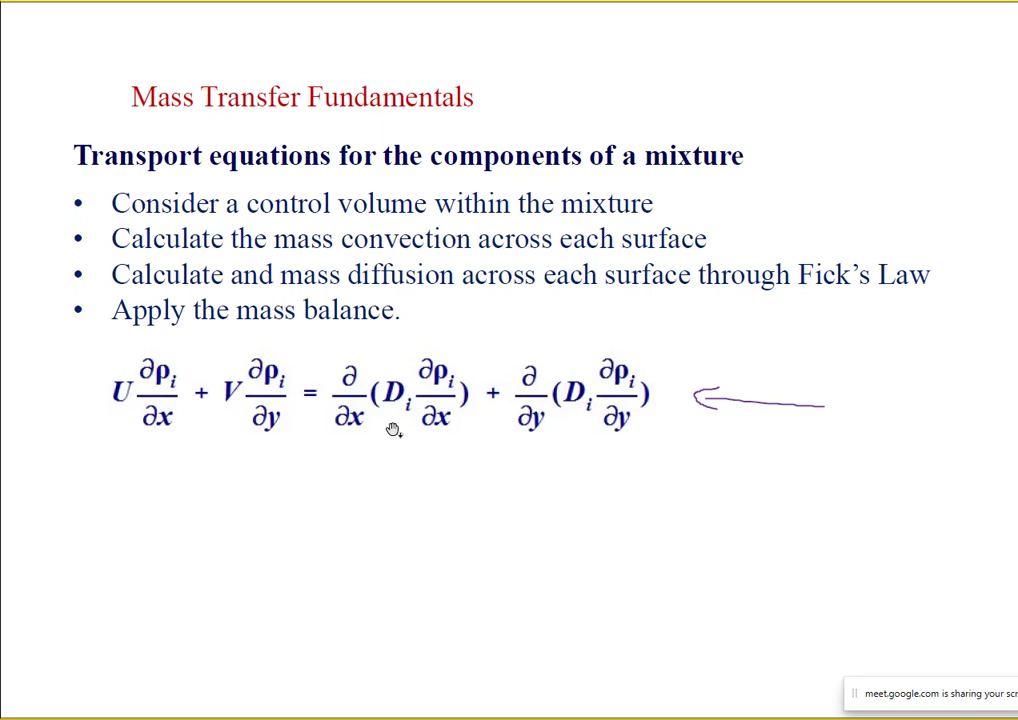 Mass Transfer Fundamentals
Transport equations for the components of a mixture
• Consider a control volume within the mixture
• Calculate the mass convection across each surface
• Calculate and mass diffusion across each surface through Fick's Law
• Apply the mass balance.
U ∂ρᵢ/∂x + V ∂ρᵢ/∂y = ∂/∂x (Dᵢ ∂ρᵢ/∂x) + ∂/∂y (Dᵢ ∂ρᵢ/∂y)
meet.google.com is sharing your scr